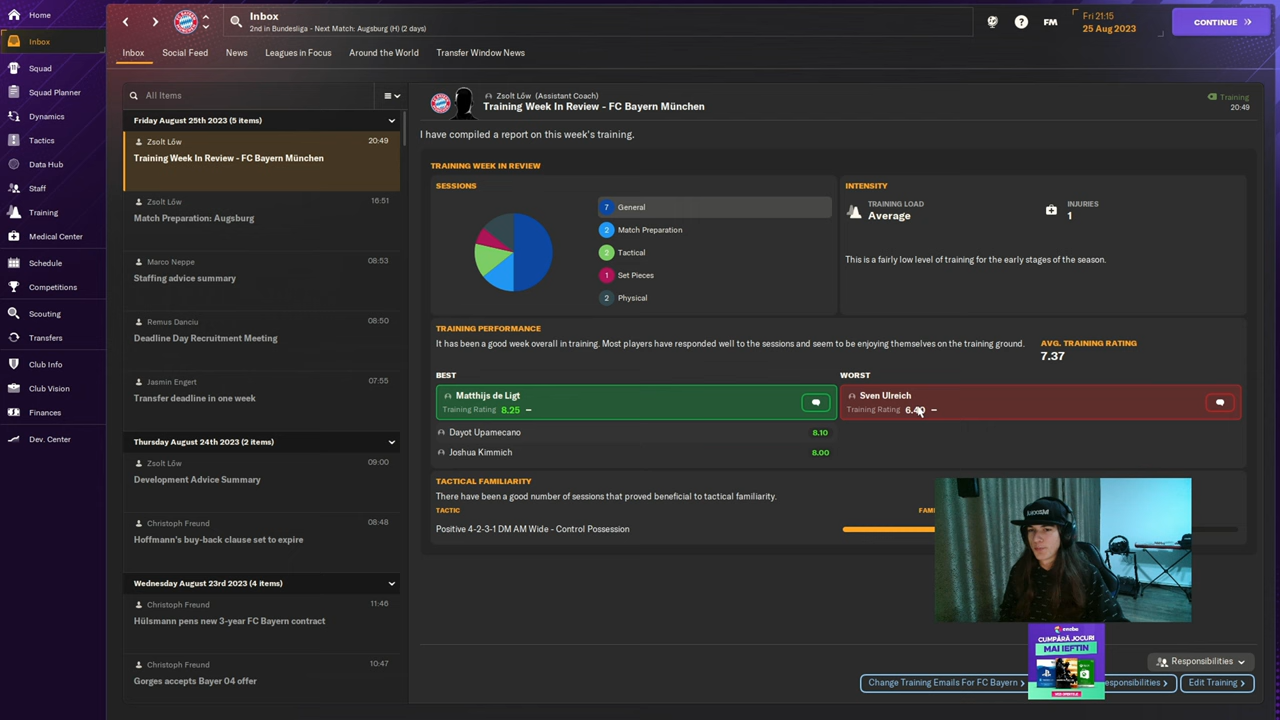 Home
Inbox
Squad
Squad Planner
Dynamics
Tactics
Data Hub
Staff
Training
Medical Center
Schedule
Competitions
Scouting
Transfers
Club Info
Club Vision
Finances
Dev. Center
Inbox
2nd in Bundesliga - Next Match: Augsburg (H) (2 days)
FM
Fri 21:15
25 Aug 2023
CONTINUE
Inbox
Social Feed
News
Leagues in Focus
Around the World
Transfer Window News
All Items
Friday August 25th 2023 (5 items)
Zsolt Lőw 20:49
Training Week In Review - FC Bayern München
Zsolt Lőw 16:51
Match Preparation: Augsburg
Marco Neppe 08:53
Staffing advice summary
Remus Danciu 08:50
Deadline Day Recruitment Meeting
Jasmin Engert 07:55
Transfer deadline in one week
Thursday August 24th 2023 (2 items)
Zsolt Lőw 09:00
Development Advice Summary
Christoph Freund 08:48
Hoffmann's buy-back clause set to expire
Wednesday August 23rd 2023 (4 items)
Christoph Freund 11:46
Hülsmann pens new 3-year FC Bayern contract
Christoph Freund 10:47
Gorges accepts Bayer 04 offer
Zsolt Lőw (Assistant Coach)
Training Week In Review - FC Bayern München
Training
20:49
I have compiled a report on this week's training.
TRAINING WEEK IN REVIEW
SESSIONS
7 General
2 Match Preparation
2 Tactical
1 Set Pieces
2 Physical
INTENSITY
TRAINING LOAD
Average
INJURIES
1
This is a fairly low level of training for the early stages of the season.
TRAINING PERFORMANCE
It has been a good week overall in training. Most players have responded well to the sessions and seem to be enjoying themselves on the training ground.
AVG. TRAINING RATING
7.37
BEST
Matthijs de Ligt
Training Rating 8.25 –
Dayot Upamecano 8.10
Joshua Kimmich 8.00
WORST
Sven Ulreich
Training Rating 6.40 –
TACTICAL FAMILIARITY
There have been a good number of sessions that proved beneficial to tactical familiarity.
TACTIC
Positive 4-2-3-1 DM AM Wide - Control Possession
CUMPĂRĂ JOCURI
MAI IEFTIN
Responsibilities
Change Training Emails For FC Bayern
Edit Training